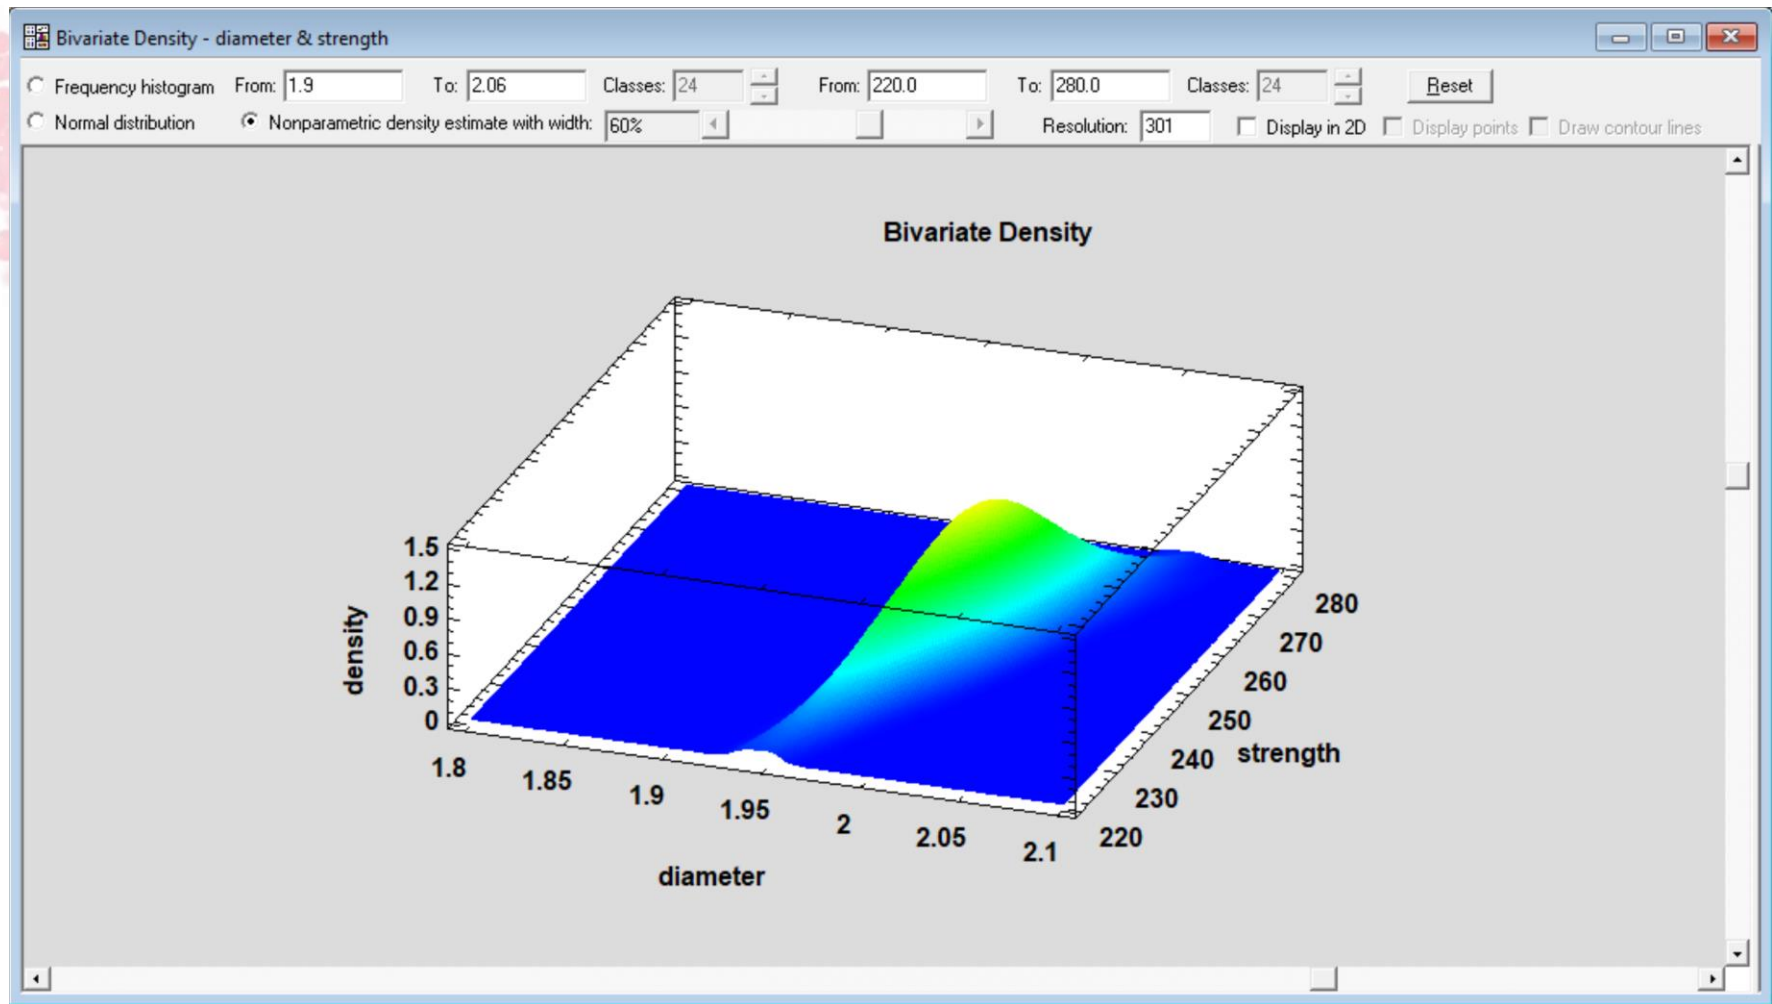 Bivariate Density - diameter & strength
Frequency histogram From: 1.9 To: 2.06 Classes: 24 From: 220.0 To: 280.0 Classes: 24 Reset
Normal distribution Nonparametric density estimate with width: 60% Resolution: 301 Display in 2D Display points Draw contour lines
Bivariate Density
1.5
1.2
0.9
0.6
0.3
0
density
1.8
1.85
1.9
1.95
2
2.05
2.1
diameter
280
270
260
250
240
230
220
strength